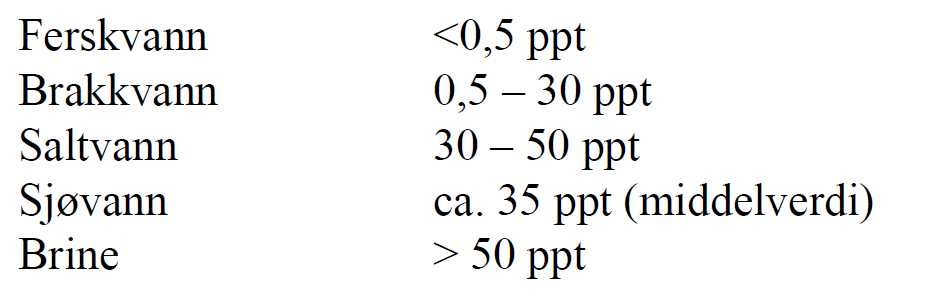 Ferskvann <0,5 ppt
Brakkvann 0,5 – 30 ppt
Saltvann 30 – 50 ppt
Sjøvann ca. 35 ppt (middelverdi)
Brine > 50 ppt